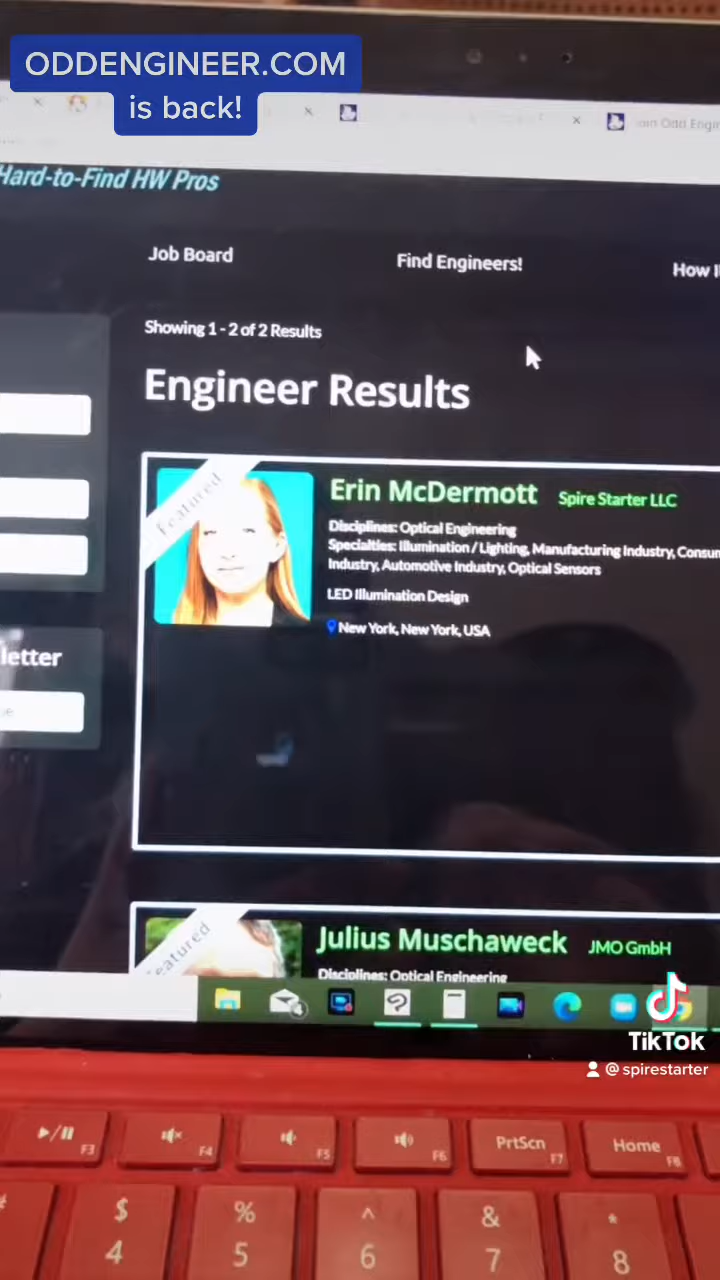 ODDENGINEER.COM
is back!
Hard-to-Find HW Pros
Job Board
Find Engineers!
How
Showing 1 - 2 of 2 Results
Engineer Results
Featured
Erin McDermott
Spire Starter LLC
Disciplines: Optical Engineering
Specialties: Illumination / Lighting, Manufacturing Industry,
Industry, Automotive Industry, Optical Sensors
LED Illumination Design
New York, New York, USA
letter
Featured
Julius Muschaweck
JMO GmbH
Disciplines: Optical Engineering
4
TikTok
@spirestarter
F3
F4
F5
F6
PrtScn
F7
Home
F8
$
4
%
5
^
6
&
7
*
8